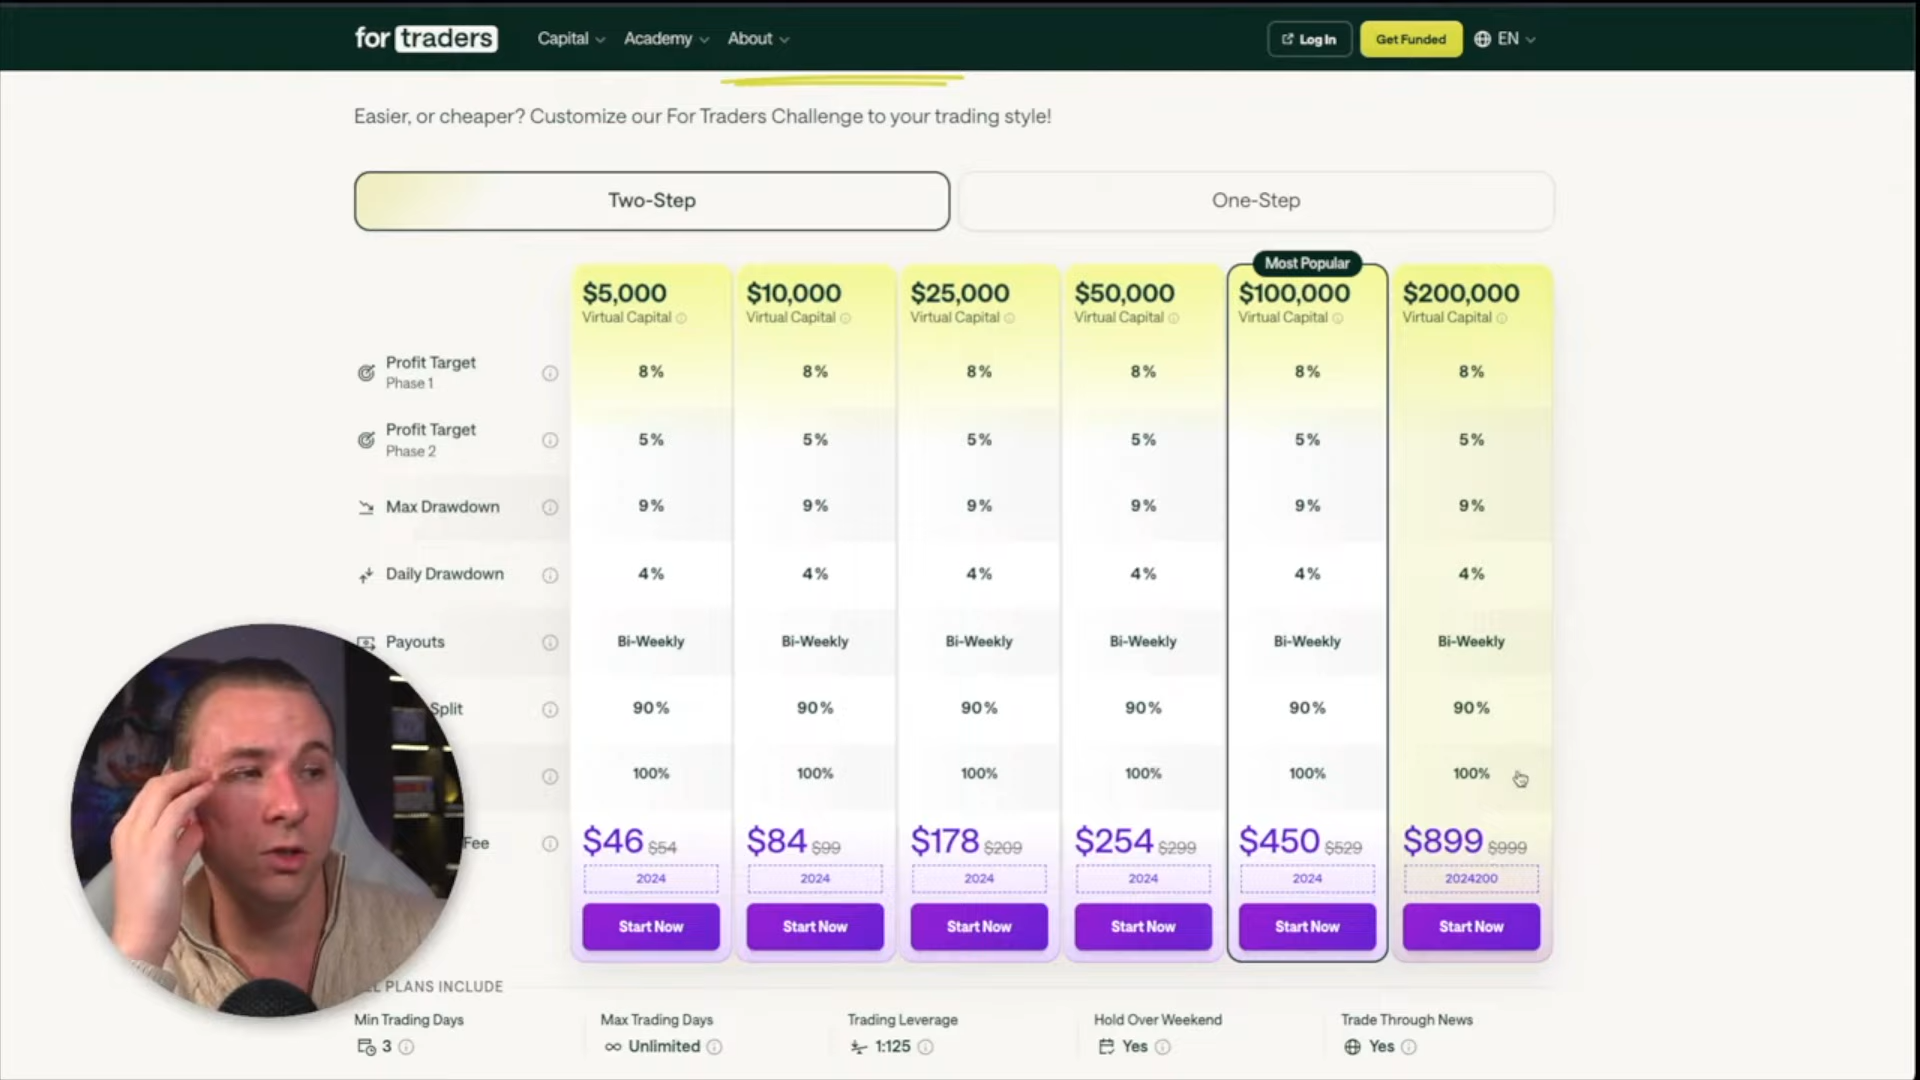 for traders Capital Academy About Log In Get Funded EN
Easier, or cheaper? Customize our For Traders Challenge to your trading style!
Two-Step One-Step
Most Popular
$5,000 $10,000 $25,000 $50,000 $100,000 $200,000
Virtual Capital Virtual Capital Virtual Capital Virtual Capital Virtual Capital Virtual Capital
Profit Target
Phase 1
8% 8% 8% 8% 8% 8%
Profit Target
Phase 2
5% 5% 5% 5% 5% 5%
Max Drawdown 9% 9% 9% 9% 9% 9%
Daily Drawdown 4% 4% 4% 4% 4% 4%
Payouts Bi-Weekly Bi-Weekly Bi-Weekly Bi-Weekly Bi-Weekly Bi-Weekly
Split 90% 90% 90% 90% 90% 90%
100% 100% 100% 100% 100% 100%
Fee $46 $54 $84 $99 $178 $209 $254 $299 $450 $529 $899 $999
2024 2024 2024 2024 2024 2024200
Start Now Start Now Start Now Start Now Start Now Start Now
PLANS INCLUDE
Min Trading Days Max Trading Days Trading Leverage Hold Over Weekend Trade Through News
3 Unlimited 1:125 Yes Yes